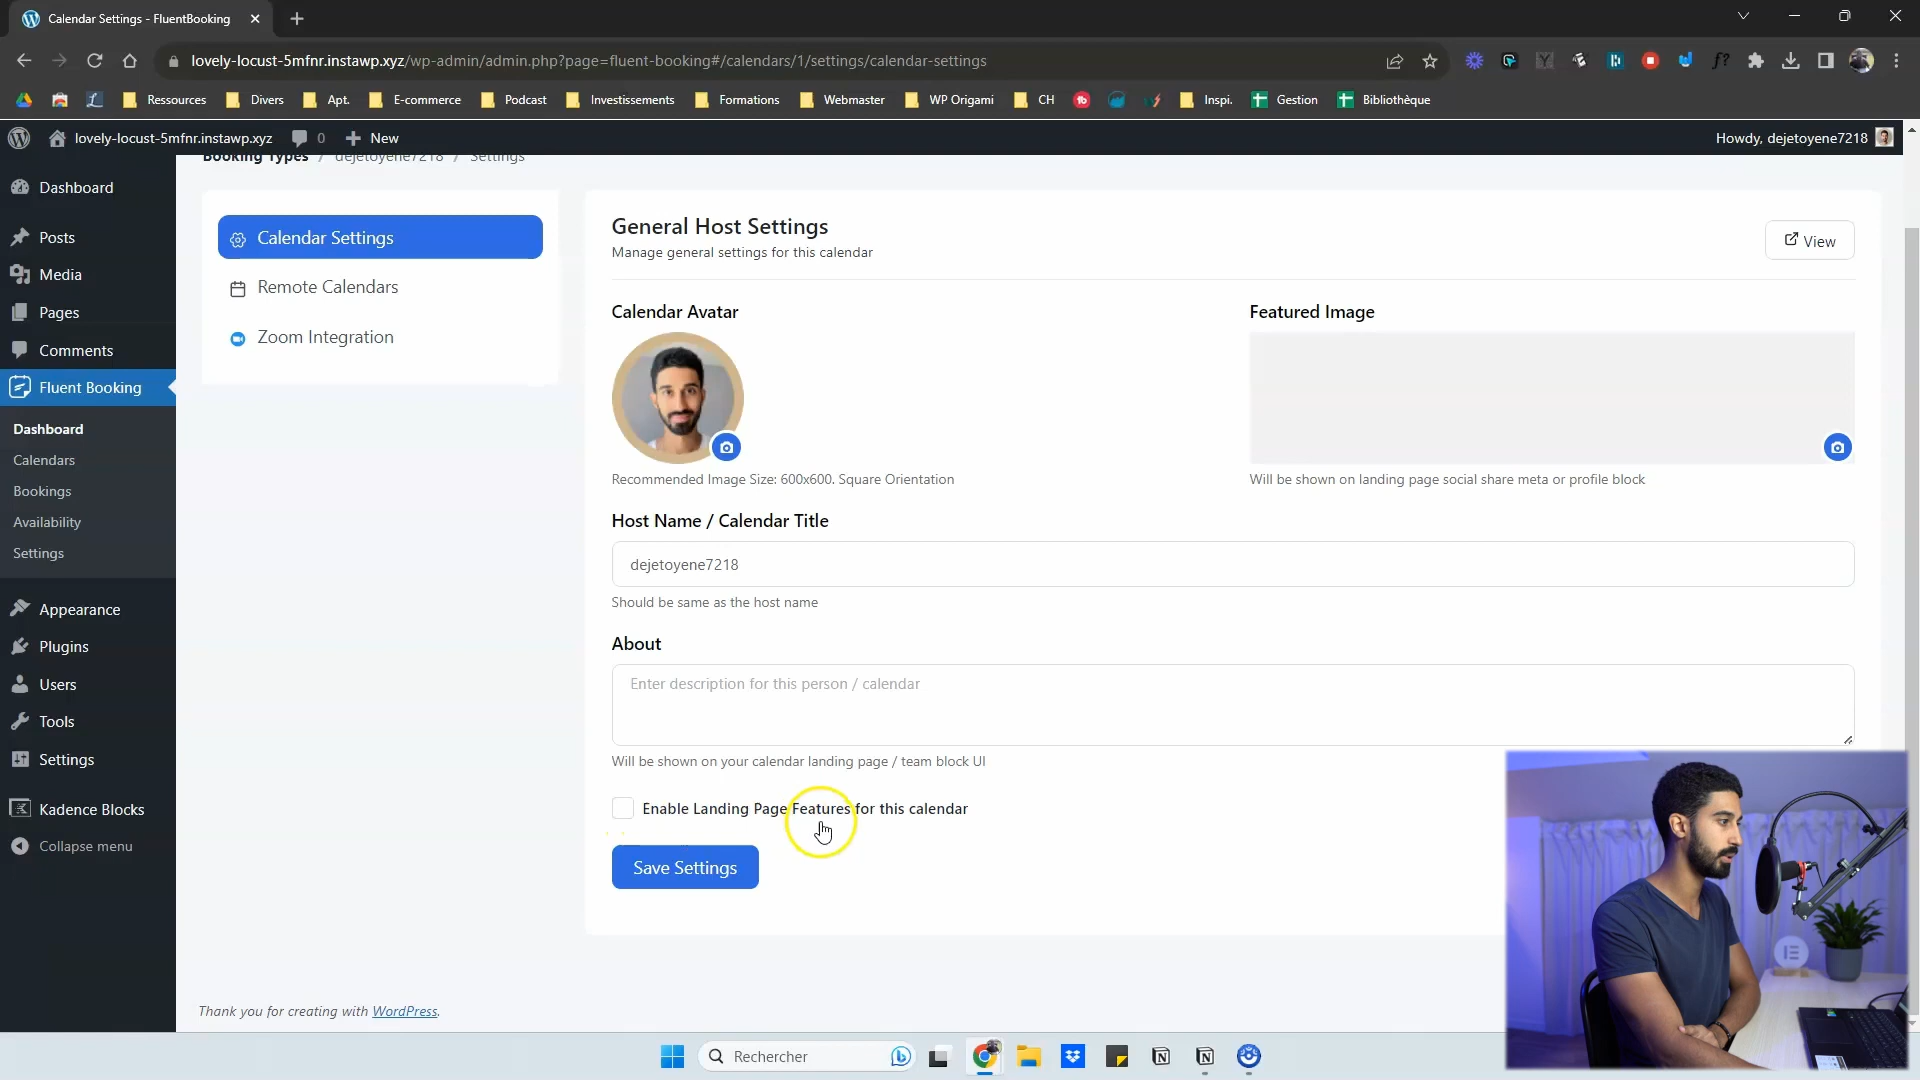 Calendar Settings - FluentBooking
lovely-locust-5mfnr.instawp.xyz/wp-admin/admin.php?page=fluent-booking#/calendars/1/settings/calendar-settings
Ressources Divers Apt. E-commerce Podcast Investissements Formations Webmaster WP Origami CH Inspi. Gestion Bibliothèque
lovely-locust-5mfnr.instawp.xyz 0 New Howdy, dejetoyene7218
Booking Types / dejetoyene7218 / Settings
Dashboard
Posts
Media
Pages
Comments
Fluent Booking
Dashboard
Calendars
Bookings
Availability
Settings
Appearance
Plugins
Users
Tools
Settings
Kadence Blocks
Collapse menu
Calendar Settings
Remote Calendars
Zoom Integration
General Host Settings
Manage general settings for this calendar
View
Calendar Avatar
Recommended Image Size: 600x600. Square Orientation
Featured Image
Will be shown on landing page social share meta or profile block
Host Name / Calendar Title
dejetoyene7218
Should be same as the host name
About
Enter description for this person / calendar
Will be shown on your calendar landing page / team block UI
Enable Landing Page Features for this calendar
Save Settings
Thank you for creating with WordPress.
Rechercher